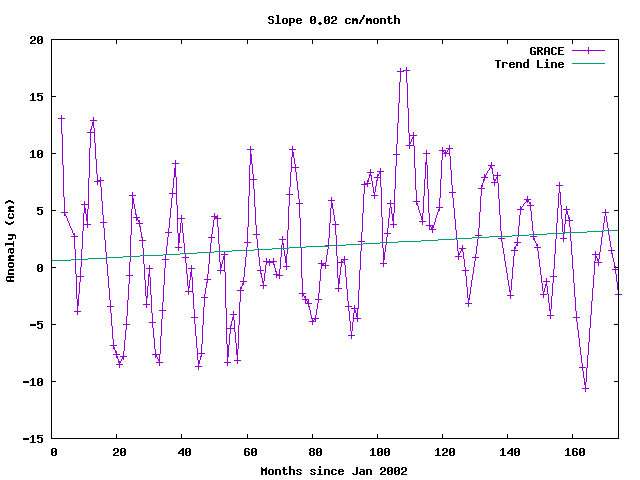 Slope 0.02 cm/month
GRACE
Trend Line
20
15
10
5
0
-5
-10
-15
Anomaly (cm)
0 20 40 60 80 100 120 140 160
Months since Jan 2002